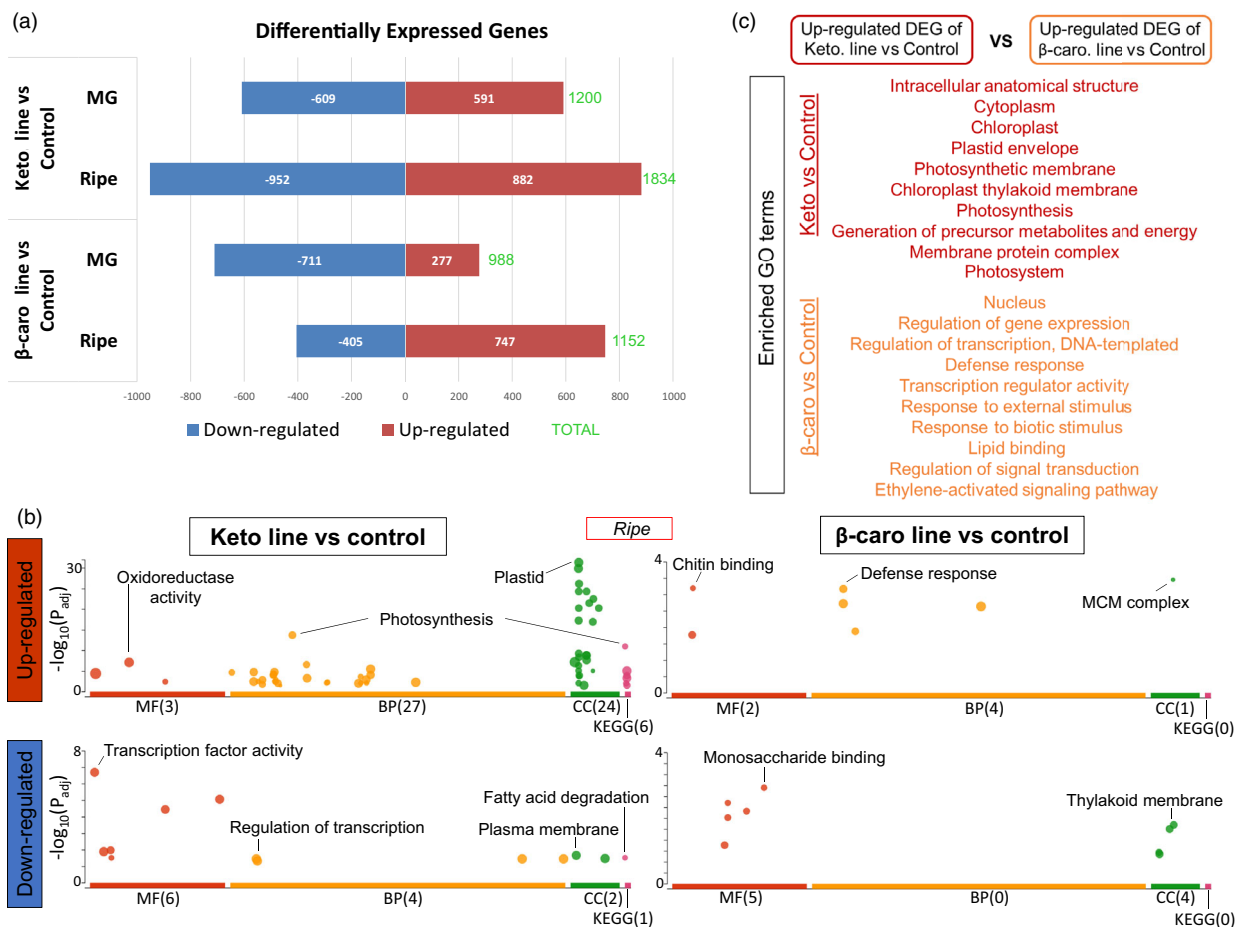 (a)
Differentially Expressed Genes
Keto line vs
Control
MG
-609
591
1200
Ripe
-952
882
1834
β-caro line vs
Control
MG
-711
277
988
Ripe
-405
747
1152
-1000 -800 -600 -400 -200 0 200 400 600 800 1000
Down-regulated Up-regulated TOTAL
(c)
Up-regulated DEG of
Keto. line vs Control
VS
Up-regulated DEG of
β-caro. line vs Control
Enriched GO terms
Keto vs Control
Intracellular anatomical structure
Cytoplasm
Chloroplast
Plastid envelope
Photosynthetic membrane
Chloroplast thylakoid membrane
Photosynthesis
Generation of precursor metabolites and energy
Membrane protein complex
Photosystem
β-caro vs Control
Nucleus
Regulation of gene expression
Regulation of transcription, DNA-templated
Defense response
Transcription regulator activity
Response to external stimulus
Response to biotic stimulus
Lipid binding
Regulation of signal transduction
Ethylene-activated signaling pathway
(b)
Keto line vs control
Ripe
β-caro line vs control
Up-regulated
-log10(Padj)
30
0
Oxidoreductase
activity
Photosynthesis
Plastid
MF(3)
BP(27)
CC(24)
KEGG(6)
4
0
Chitin binding
Defense response
MCM complex
MF(2)
BP(4)
CC(1)
KEGG(0)
Down-regulated
-log10(Padj)
8
0
Transcription factor activity
Regulation of transcription
Fatty acid degradation
Plasma membrane
MF(6)
BP(4)
CC(2)
KEGG(1)
4
0
Monosaccharide binding
Thylakoid membrane
MF(5)
BP(0)
CC(4)
KEGG(0)